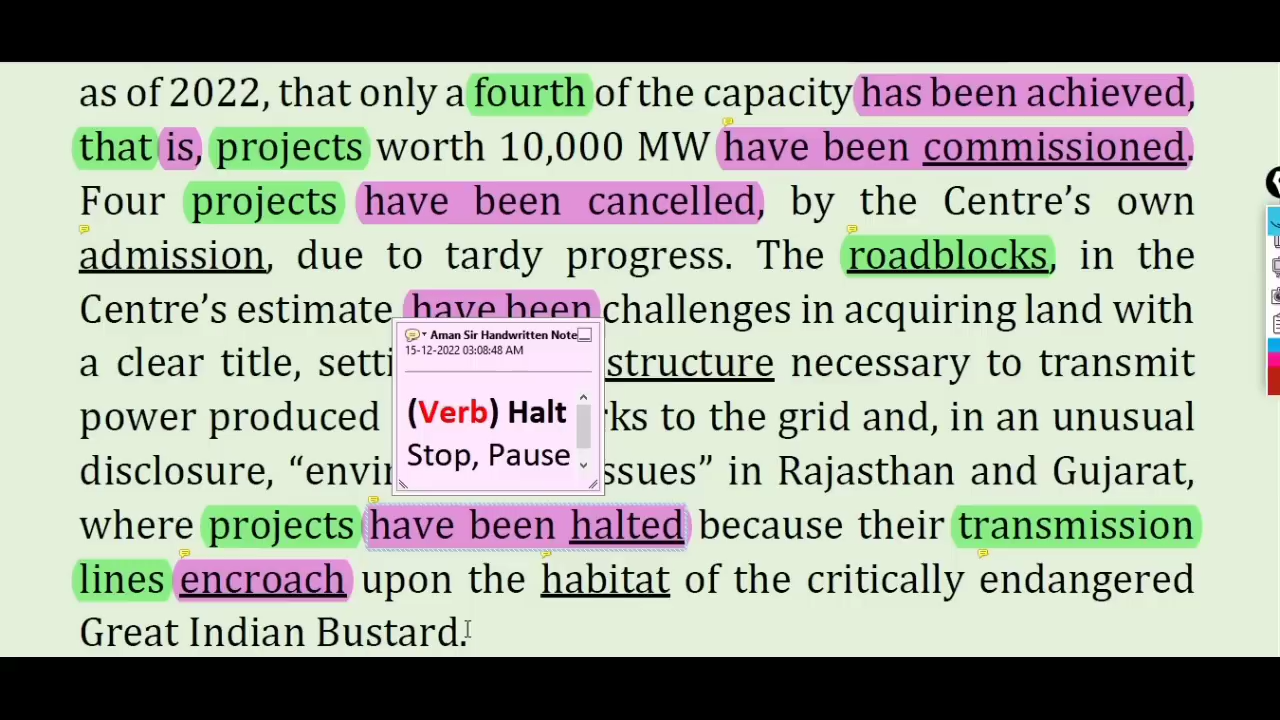 as of 2022, that only a fourth of the capacity has been achieved,
that is, projects worth 10,000 MW have been commissioned.
Four projects have been cancelled, by the Centre’s own
admission, due to tardy progress. The roadblocks, in the
Centre’s estimate have been challenges in acquiring land with
a clear title, structure necessary to transmit
power produced to the grid and, in an unusual
disclosure, in Rajasthan and Gujarat,
where projects have been halted because their transmission
lines encroach upon the habitat of the critically endangered
Great Indian Bustard.
Aman Sir Handwritten Note
15-12-2022 03:08:48 AM
(Verb) Halt
Stop, Pause